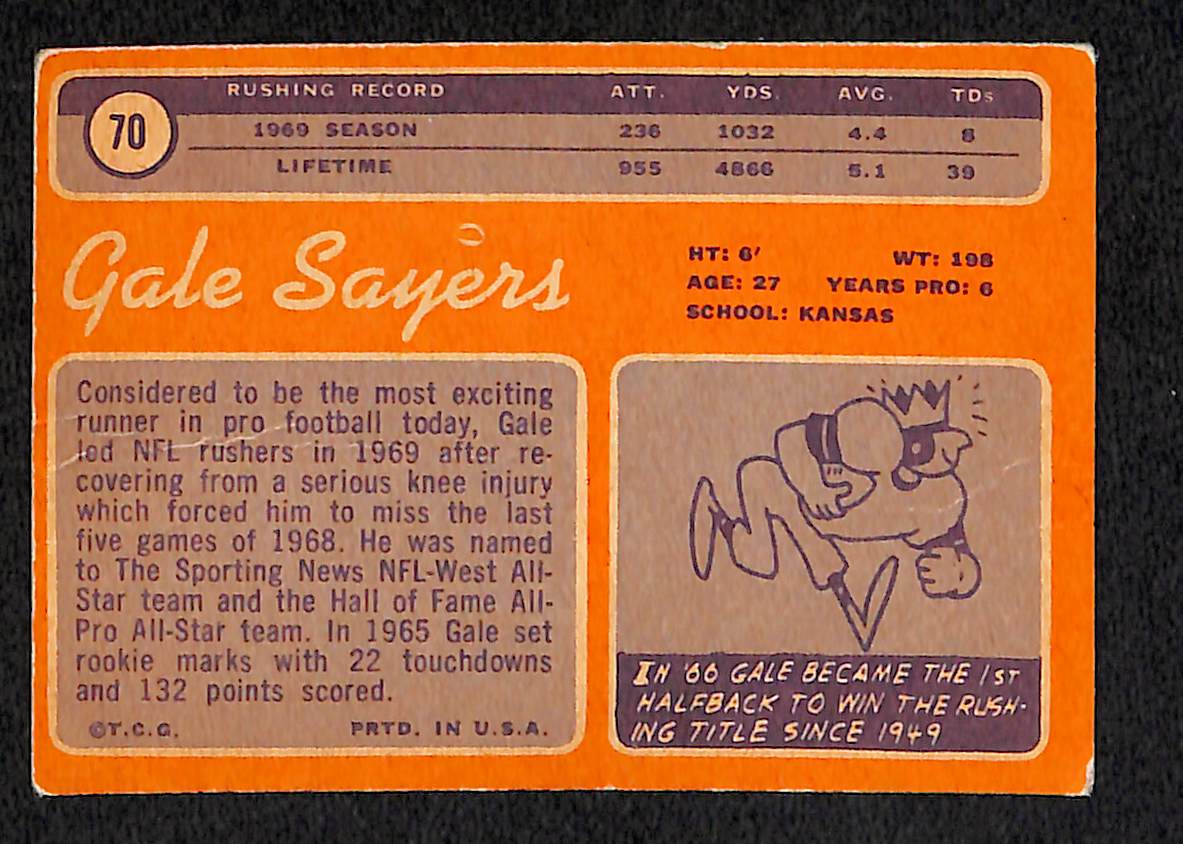 RUSHING RECORD ATT. YDS. AVG. TDs
70
1969 SEASON 236 1032 4.4 8
LIFETIME 955 4866 5.1 39
Gale Sayers
HT: 6' WT: 198
AGE: 27 YEARS PRO: 6
SCHOOL: KANSAS
Considered to be the most exciting
runner in pro football today, Gale
led NFL rushers in 1969 after re-
covering from a serious knee injury
which forced him to miss the last
five games of 1968. He was named
to The Sporting News NFL-West All-
Star team and the Hall of Fame All-
Pro All-Star team. In 1965 Gale set
rookie marks with 22 touchdowns
and 132 points scored.
©T.C.G. PRTD. IN U.S.A.
IN '66 GALE BECAME THE 1ST
HALFBACK TO WIN THE RUSH-
ING TITLE SINCE 1949